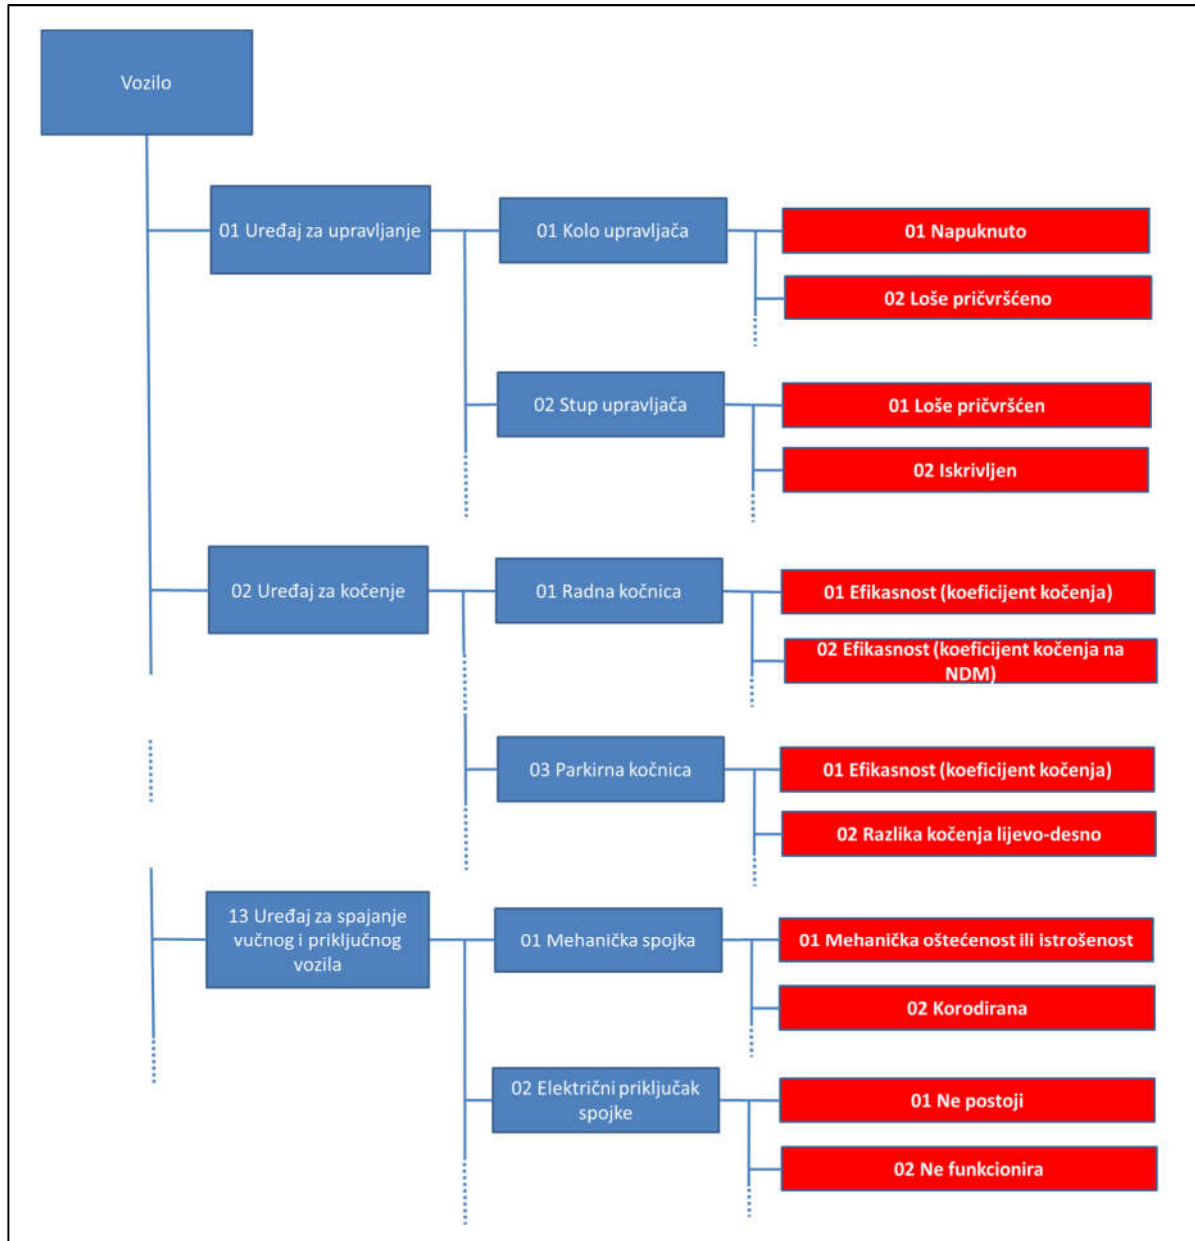 Vozilo
01 Uređaj za upravljanje
01 Kolo upravljača
01 Napuknuto
02 Loše pričvršćeno
02 Stup upravljača
01 Loše pričvršćen
02 Iskrivljen
02 Uređaj za kočenje
01 Radna kočnica
01 Efikasnost (koeficijent kočenja)
02 Efikasnost (koeficijent kočenja na
NDM)
03 Parkirna kočnica
01 Efikasnost (koeficijent kočenja)
02 Razlika kočenja lijevo-desno
13 Uređaj za spajanje
vučnog i priključnog
vozila
01 Mehanička spojka
01 Mehanička oštećenost ili istrošenost
02 Korodirana
02 Električni priključak
spojke
01 Ne postoji
02 Ne funkcionira